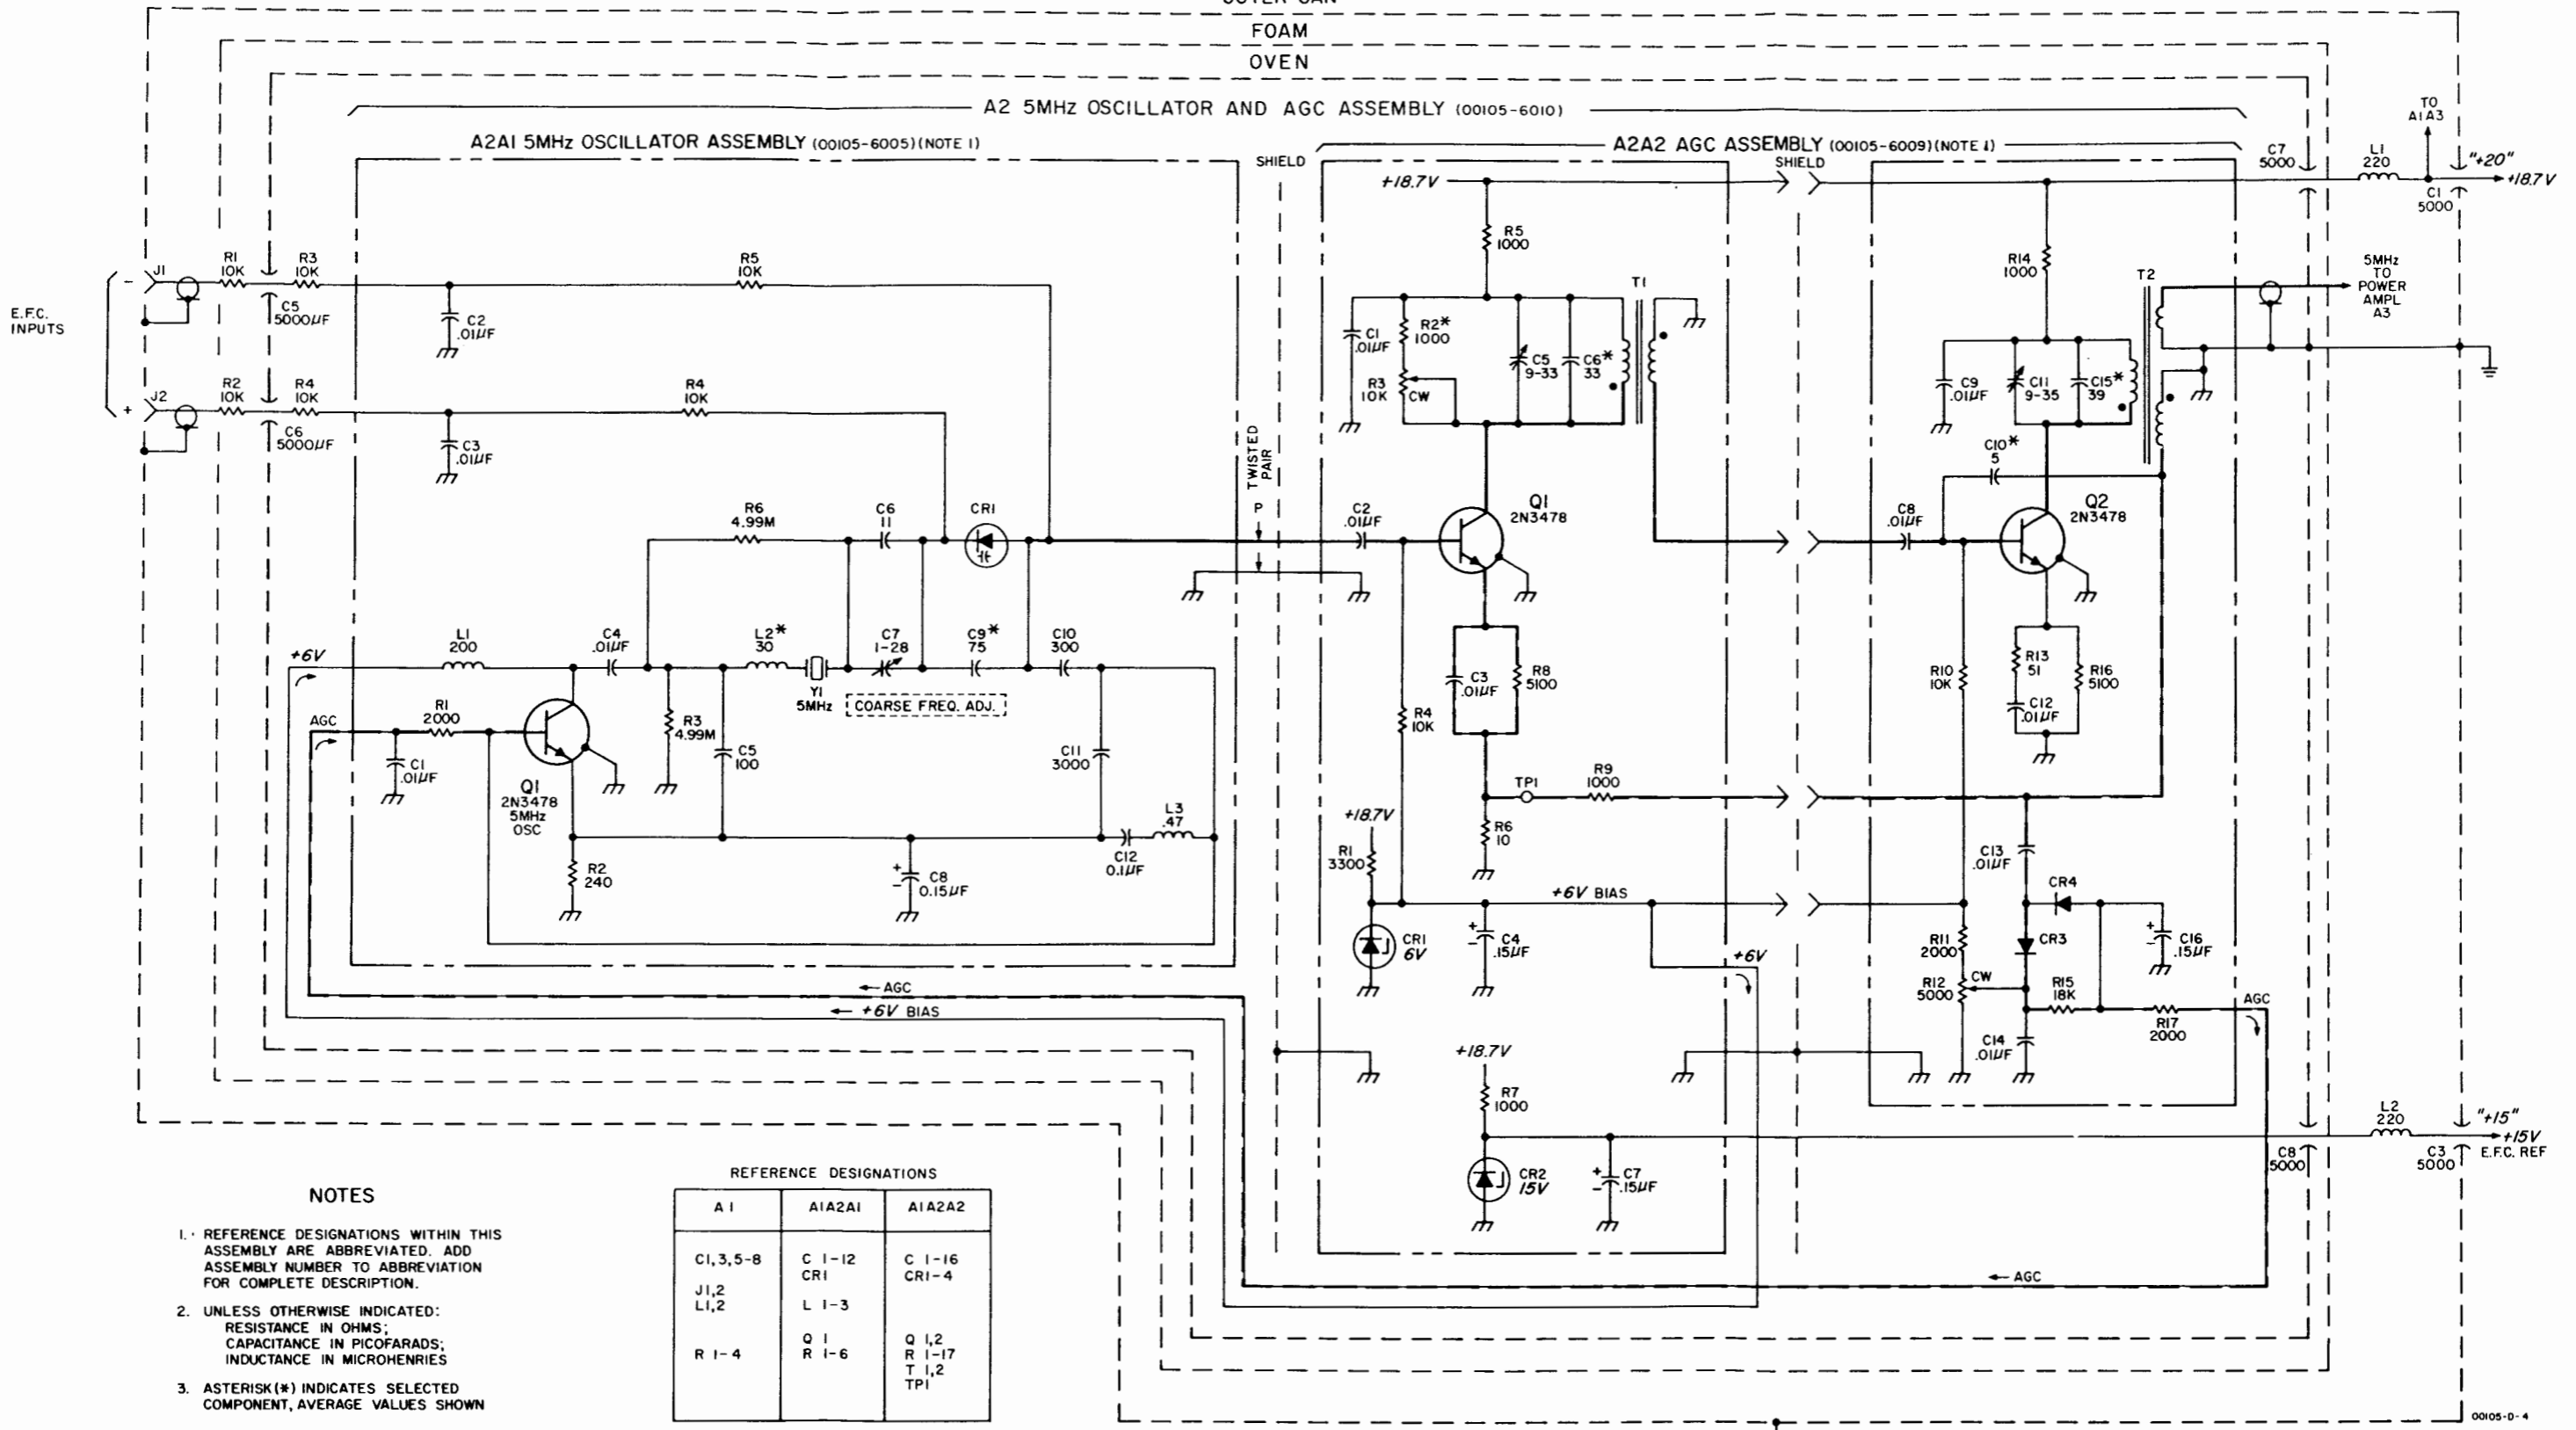 FOAM
OVEN
A2 5MHz OSCILLATOR AND AGC ASSEMBLY (00105-6010)
A2A1 5MHz OSCILLATOR ASSEMBLY (00105-6005)(NOTE 1)
SHIELD
A2A2 AGC ASSEMBLY (00105-6009)(NOTE 1)
SHIELD
TO
A1A3
C7
5000
L1
220
"+20"
+18.7V
C1
5000
+18.7V
E.F.C.
INPUTS
-
J1
R1
10K
C5
5000µF
R3
10K
C2
.01µF
R5
10K
+
J2
R2
10K
C6
5000µF
R4
10K
C3
.01µF
R4
10K
R6
4.99M
C6
11
CR1
TWISTED
PAIR
P
+6V
L1
200
C4
.01µF
L2*
30
Y1
5MHz
C7
1-28
COARSE FREQ. ADJ.
C9*
75
C10
300
AGC
R1
2000
C1
.01µF
Q1
2N3478
5MHz
OSC
R3
4.99M
C5
100
C11
3000
L3
.47
C12
0.1µF
R2
240
+
-
C8
0.15µF
← AGC
← +6V BIAS
R5
1000
T1
C1
.01µF
R2*
1000
R3
10K
CW
C5
9-33
C6*
33
C2
.01µF
Q1
2N3478
C3
.01µF
R8
5100
R4
10K
TP1
R9
1000
R6
10
+18.7V
R1
3300
+6V BIAS
CR1
6V
+
-
C4
.15µF
+6V
+18.7V
R7
1000
CR2
15V
+
-
C7
.15µF
R14
1000
T2
5MHz
TO
POWER
AMPL
A3
C9
.01µF
C11
9-35
C15*
39
C10*
5
C8
.01µF
Q2
2N3478
R10
10K
R13
51
R16
5100
C12
.01µF
C13
.01µF
CR4
CR3
+
-
C16
.15µF
R11
2000
R12
5000
CW
R15
18K
R17
2000
AGC
C14
.01µF
C8
5000
L2
220
"+15"
+15V
E.F.C. REF
C3
5000
← AGC
NOTES
1. REFERENCE DESIGNATIONS WITHIN THIS
ASSEMBLY ARE ABBREVIATED. ADD
ASSEMBLY NUMBER TO ABBREVIATION
FOR COMPLETE DESCRIPTION.
2. UNLESS OTHERWISE INDICATED:
RESISTANCE IN OHMS;
CAPACITANCE IN PICOFARADS;
INDUCTANCE IN MICROHENRIES
3. ASTERISK (*) INDICATES SELECTED
COMPONENT, AVERAGE VALUES SHOWN
REFERENCE DESIGNATIONS
A1 A1A2A1 A1A2A2
C1,3,5-8 C 1-12 C 1-16
CR1 CR1-4
J1,2
L1,2 L 1-3
Q 1 Q 1,2
R 1-4 R 1-6 R 1-17
T 1,2
TP1
00105-D-4